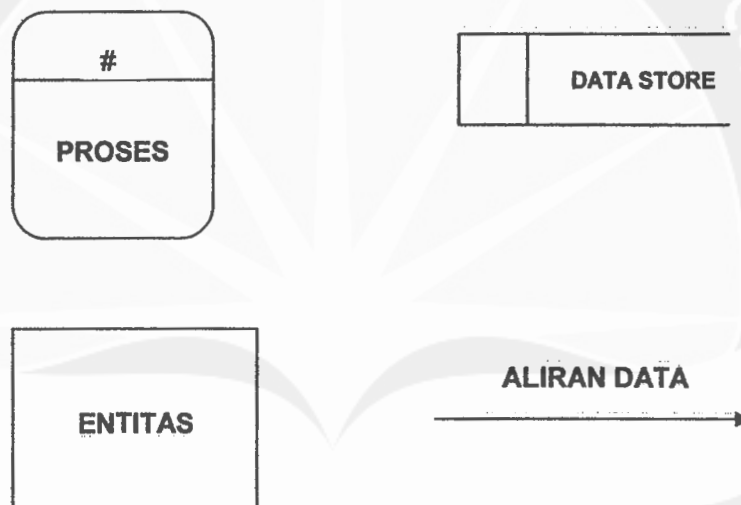 #
PROSES
DATA STORE
ENTITAS
ALIRAN DATA